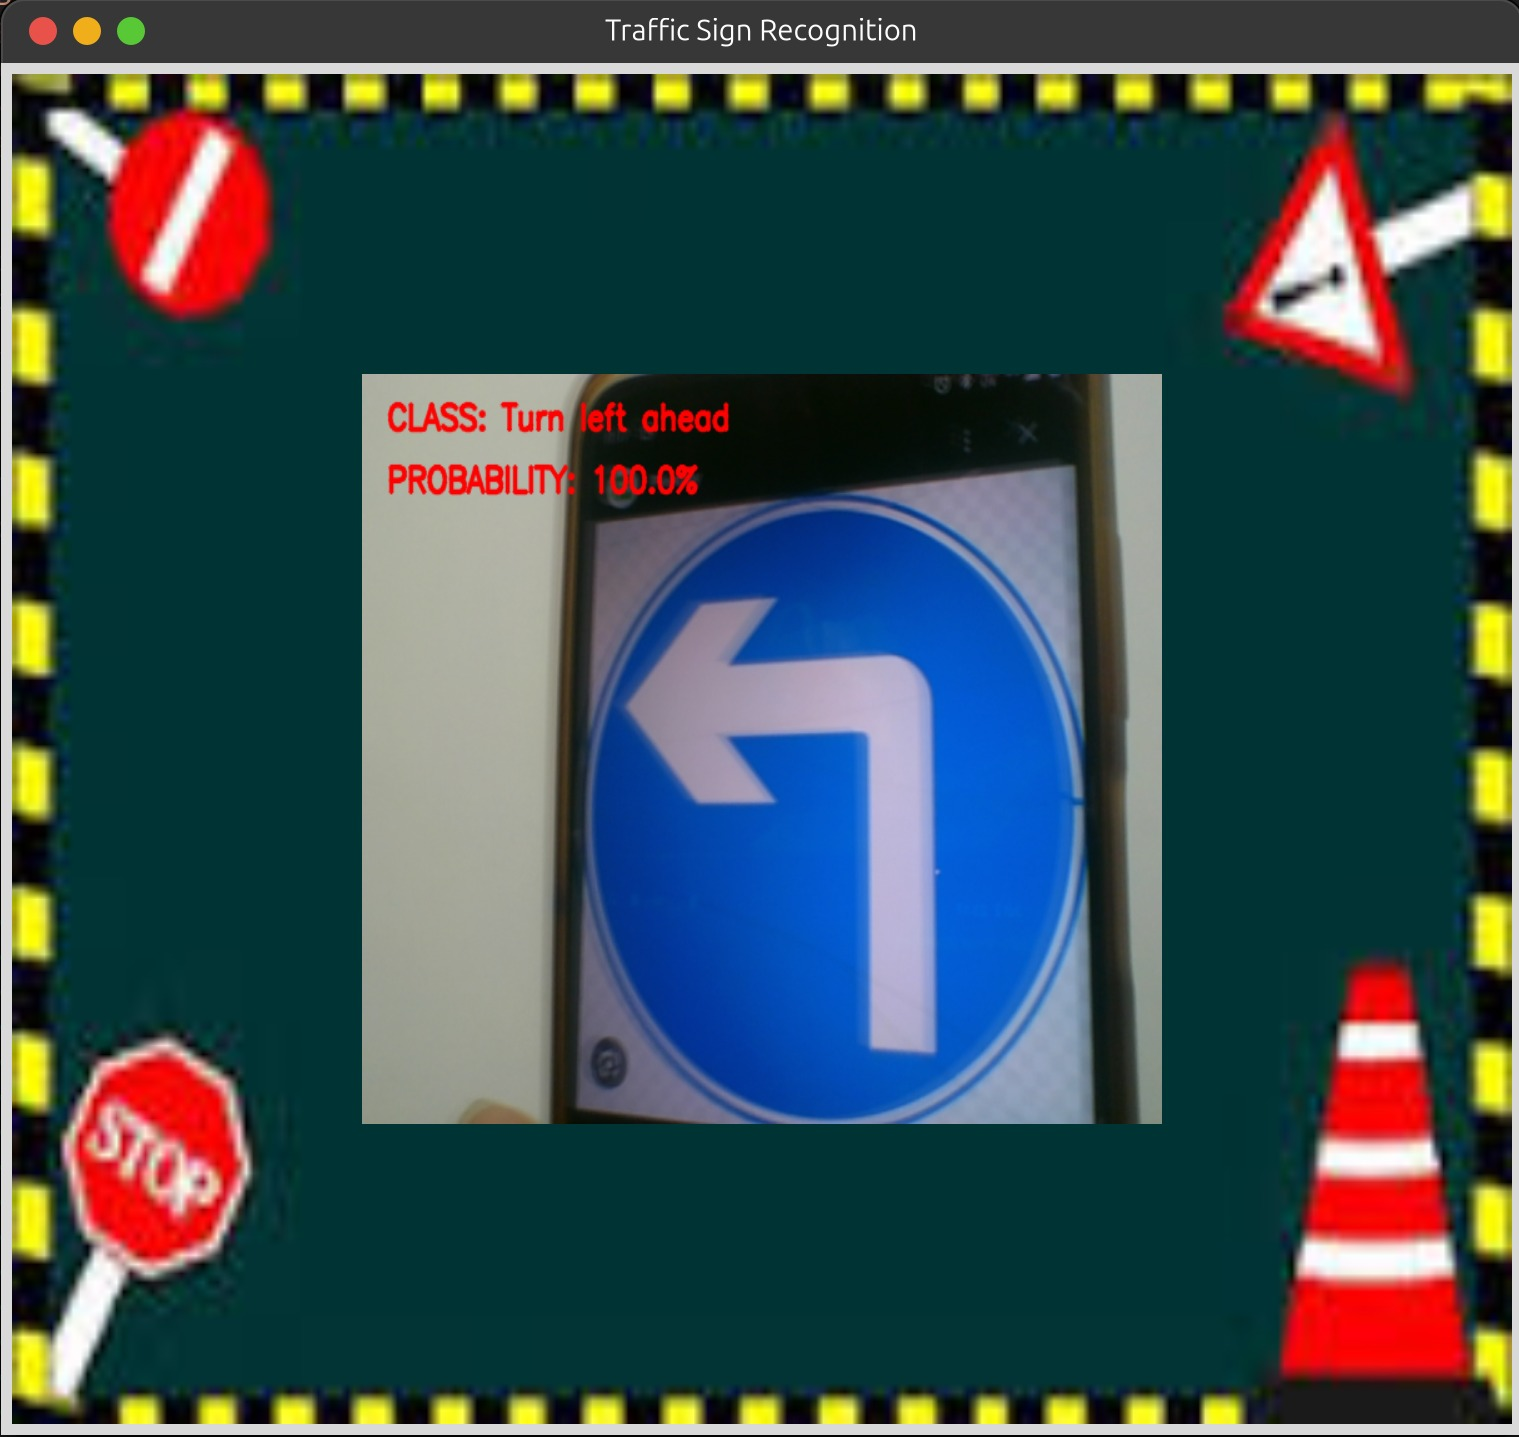 Traffic Sign Recognition
CLASS: Turn left ahead
PROBABILITY: 100.0%
STOP